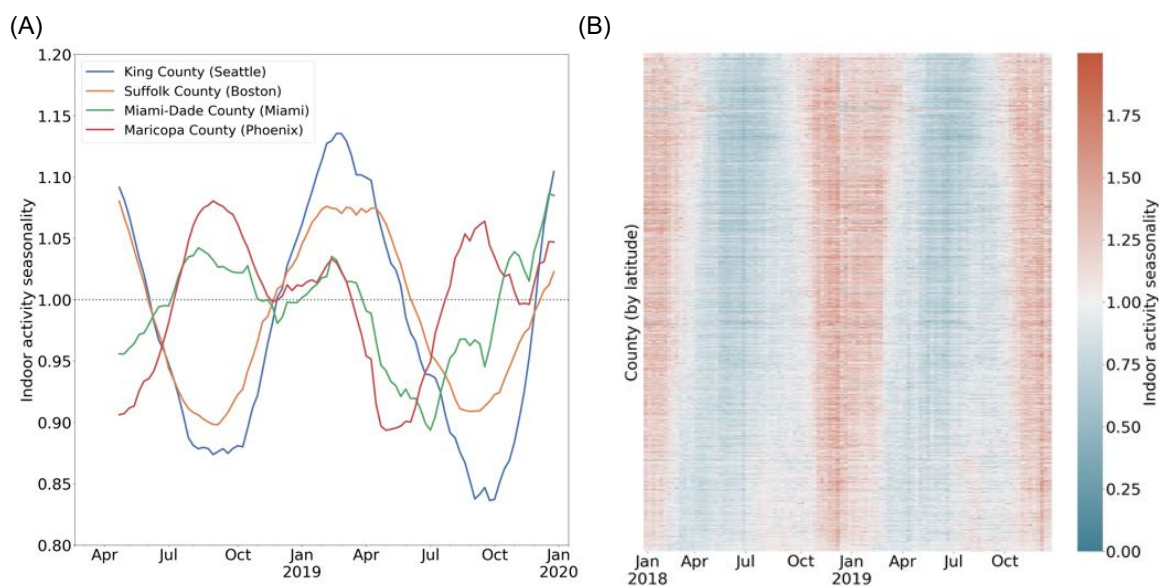 (A)
(B)
1.20
1.15
1.10
1.05
1.00
0.95
0.90
0.85
0.80
Indoor activity seasonality
King County (Seattle)
Suffolk County (Boston)
Miami-Dade County (Miami)
Maricopa County (Phoenix)
Apr
Jul
Oct
Jan
2019
Apr
Jul
Oct
Jan
2020
County (by latitude)
Jan
2018
Apr
Jul
Oct
Jan
2019
Apr
Jul
Oct
1.75
1.50
1.25
1.00
0.75
0.50
0.25
0.00
Indoor activity seasonality